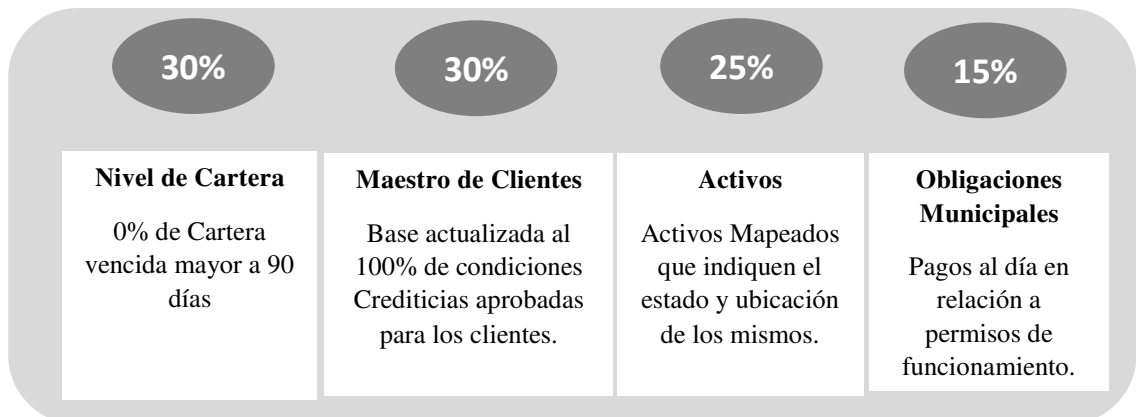 30%
30%
25%
15%
Nivel de Cartera
0% de Cartera
vencida mayor a 90
días
Maestro de Clientes
Base actualizada al
100% de condiciones
Crediticias aprobadas
para los clientes.
Activos
Activos Mapeados
que indiquen el
estado y ubicación
de los mismos.
Obligaciones
Municipales
Pagos al día en
relación a
permisos de
funcionamiento.